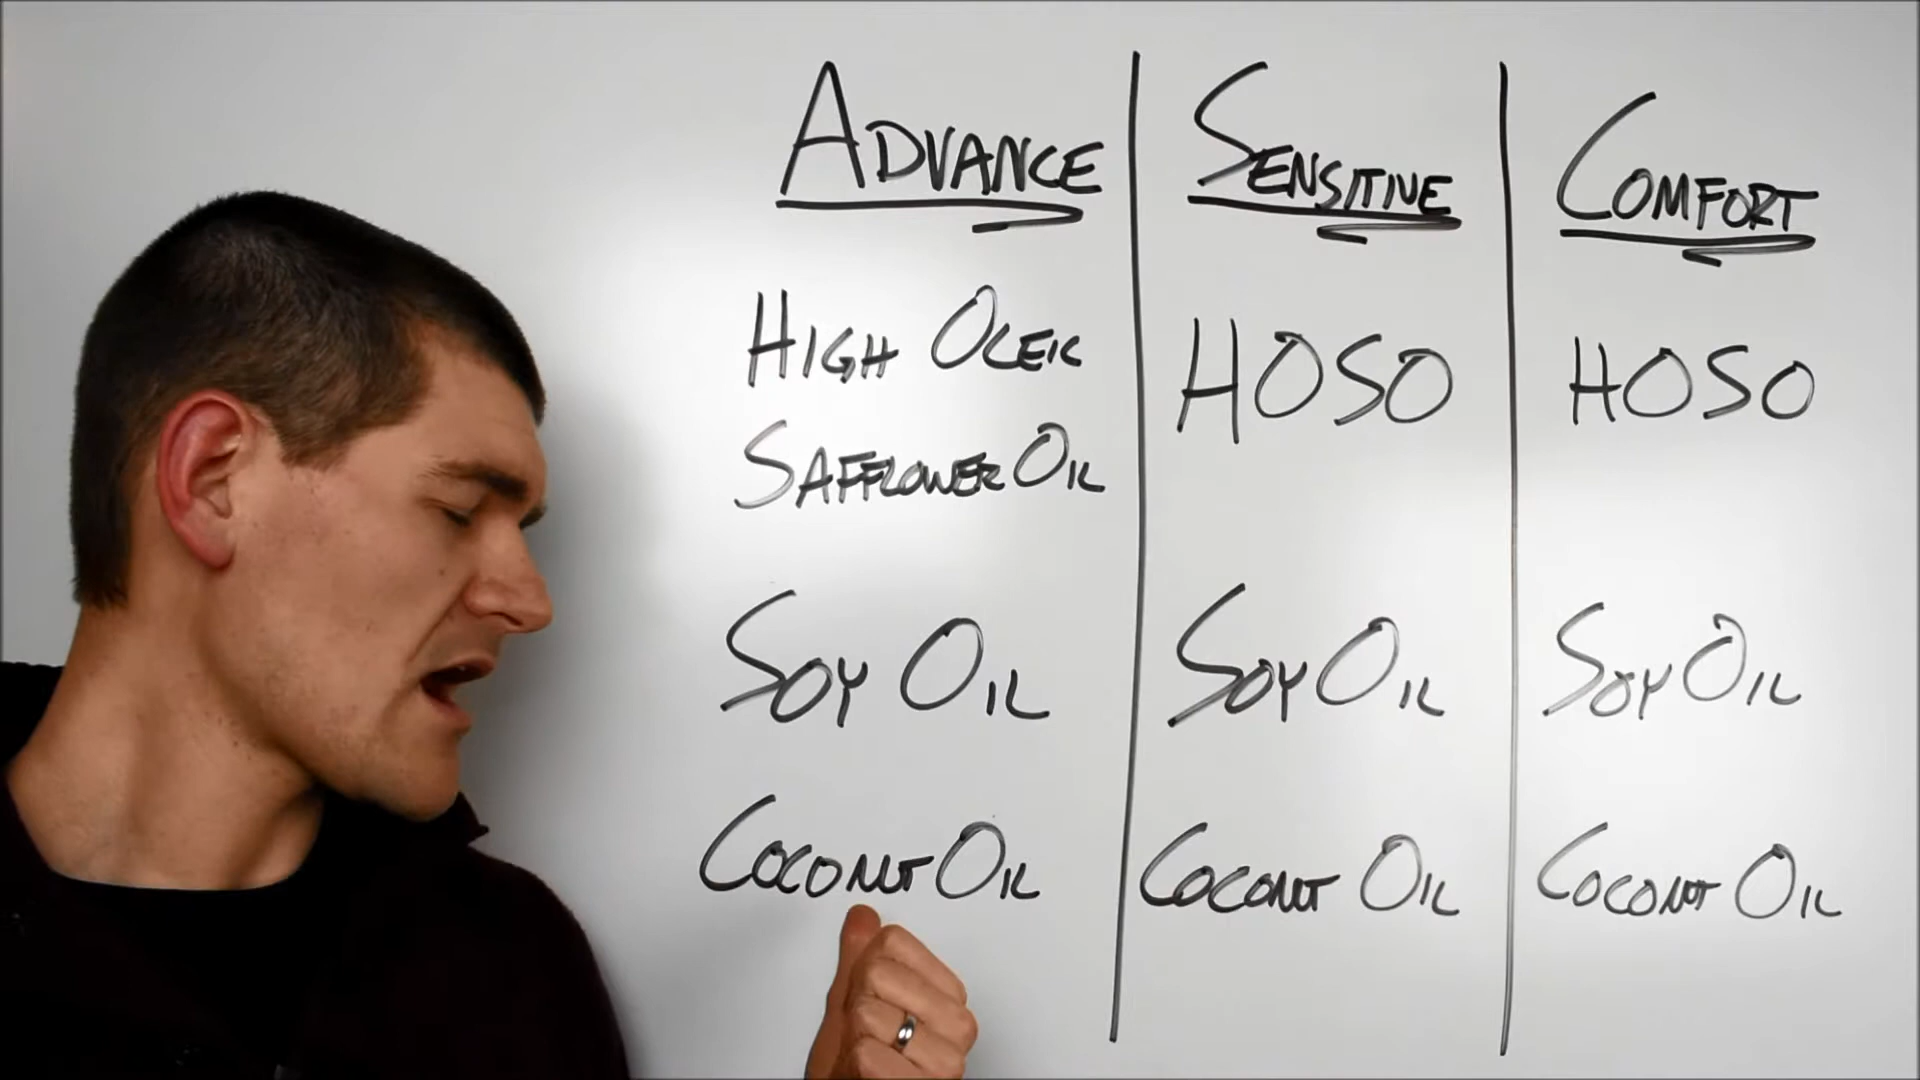 ADVANCE
HIGH OLEIC
SAFFLOWER OIL
SOY OIL
COCONUT OIL
SENSITIVE
HOSO
SOY OIL
COCONUT OIL
COMFORT
HOSO
SOY OIL
COCONUT OIL